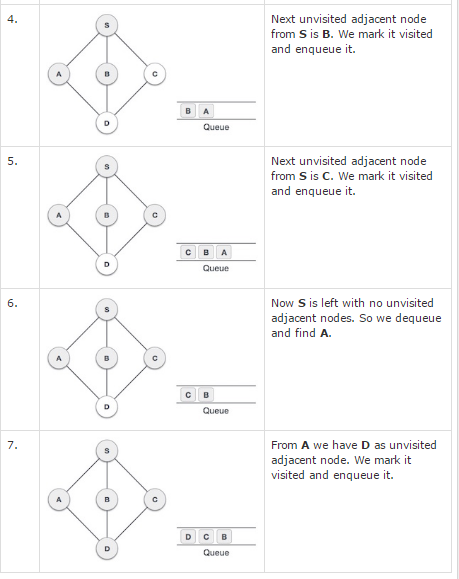 4.
S
A B C
D
B A
Queue
Next unvisited adjacent node
from S is B. We mark it visited
and enqueue it.
5.
S
A B C
D
C B A
Queue
Next unvisited adjacent node
from S is C. We mark it visited
and enqueue it.
6.
S
A B C
D
C B
Queue
Now S is left with no unvisited
adjacent nodes. So we dequeue
and find A.
7.
S
A B C
D
D C B
Queue
From A we have D as unvisited
adjacent node. We mark it
visited and enqueue it.